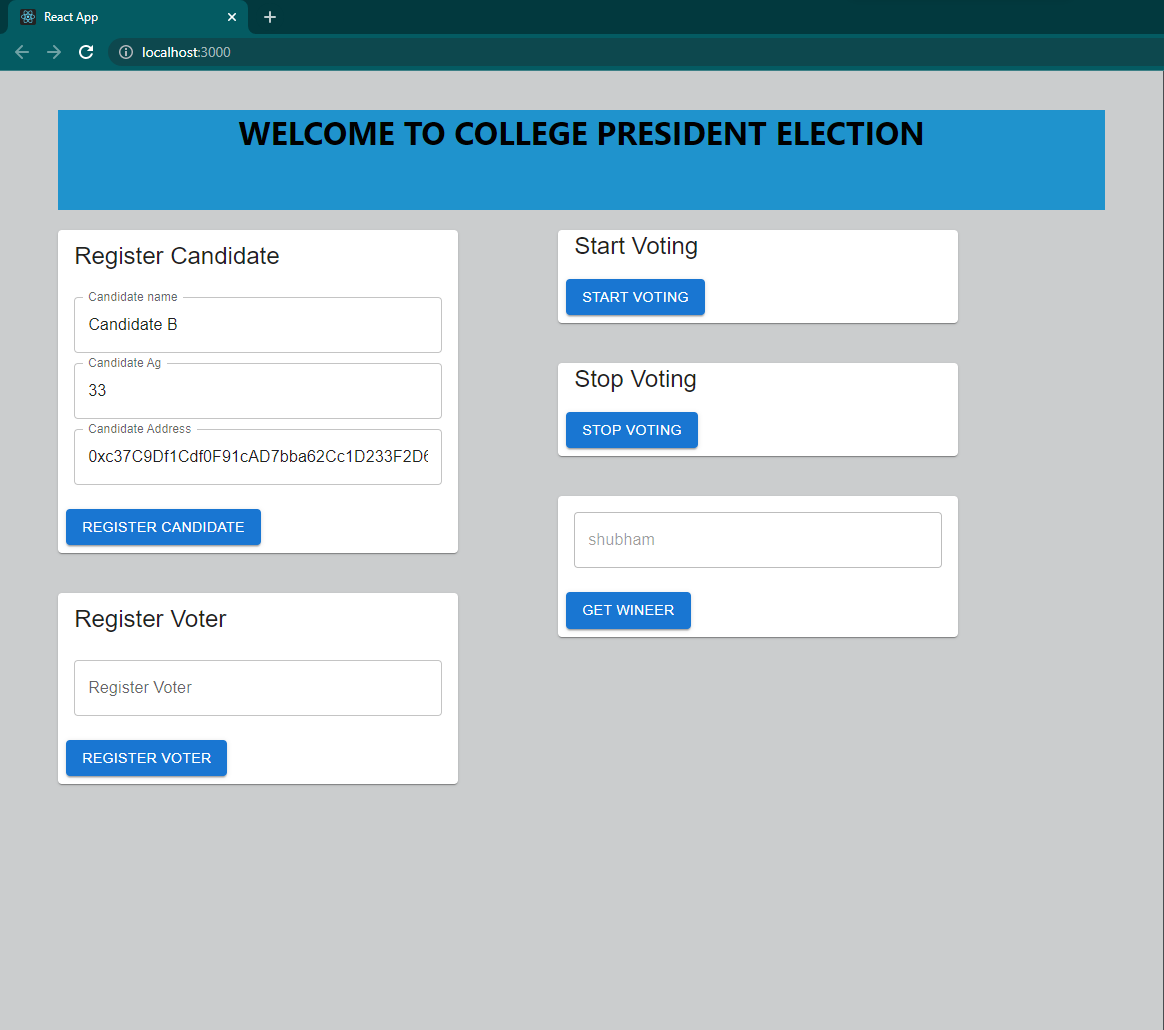 React App
localhost:3000
WELCOME TO COLLEGE PRESIDENT ELECTION
Register Candidate
Candidate name
Candidate B
Candidate Ag
33
Candidate Address
0xc37C9Df1Cdf0F91cAD7bba62Cc1D233F2D6
REGISTER CANDIDATE
Register Voter
Register Voter
REGISTER VOTER
Start Voting
START VOTING
Stop Voting
STOP VOTING
shubham
GET WINEER